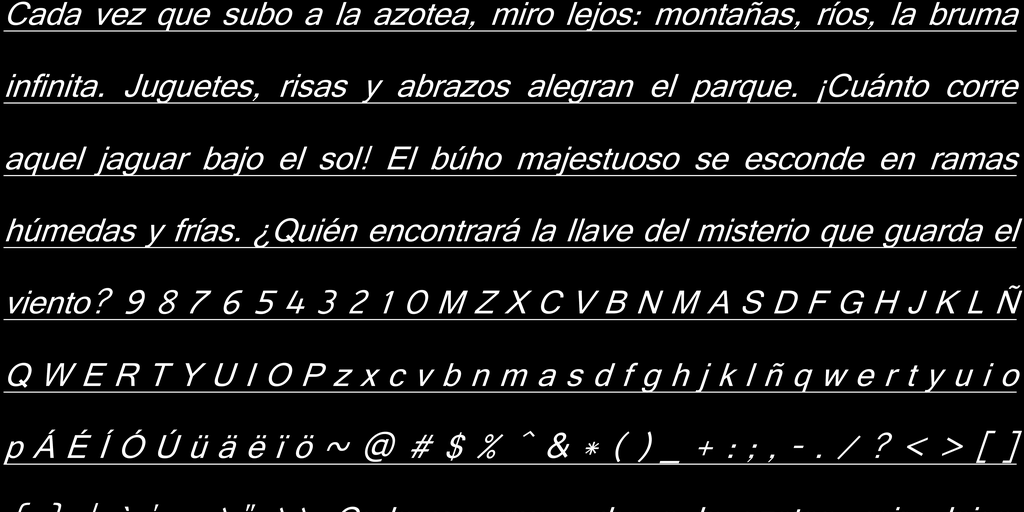 Cada vez que subo a la azotea, miro lejos: montañas, ríos, la bruma
infinita. Juguetes, risas y abrazos alegran el parque. ¡Cuánto corre
aquel jaguar bajo el sol! El búho majestuoso se esconde en ramas
húmedas y frías. ¿Quién encontrará la llave del misterio que guarda el
viento? 9 8 7 6 5 4 3 2 1 0 M Z X C V B N M A S D F G H J K L Ñ
Q W E R T Y U I O P z x c v b n m a s d f g h j k l ñ q w e r t y u i o
p Á É Í Ó Ú ü ä ë ï ö ~ @ # $ % ^ & * ( ) _ + : ; , - . / ? < > [ ]